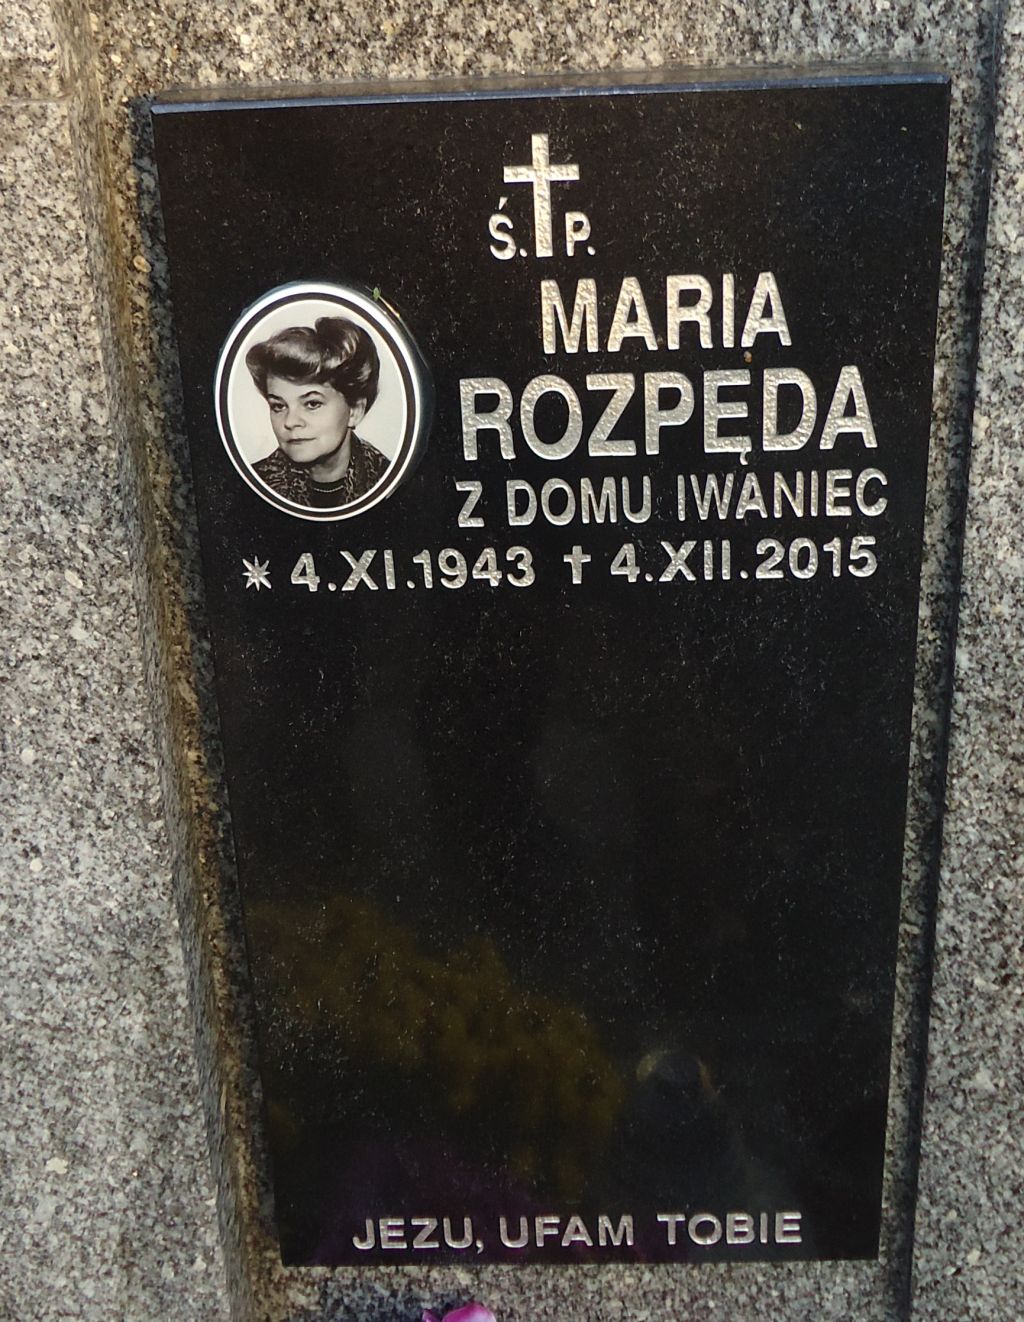 Ś. P.
MARIA
ROZPĘDA
Z DOMU IWANIEC
* 4.XI.1943 ✝ 4.XII.2015
JEZU, UFAM TOBIE